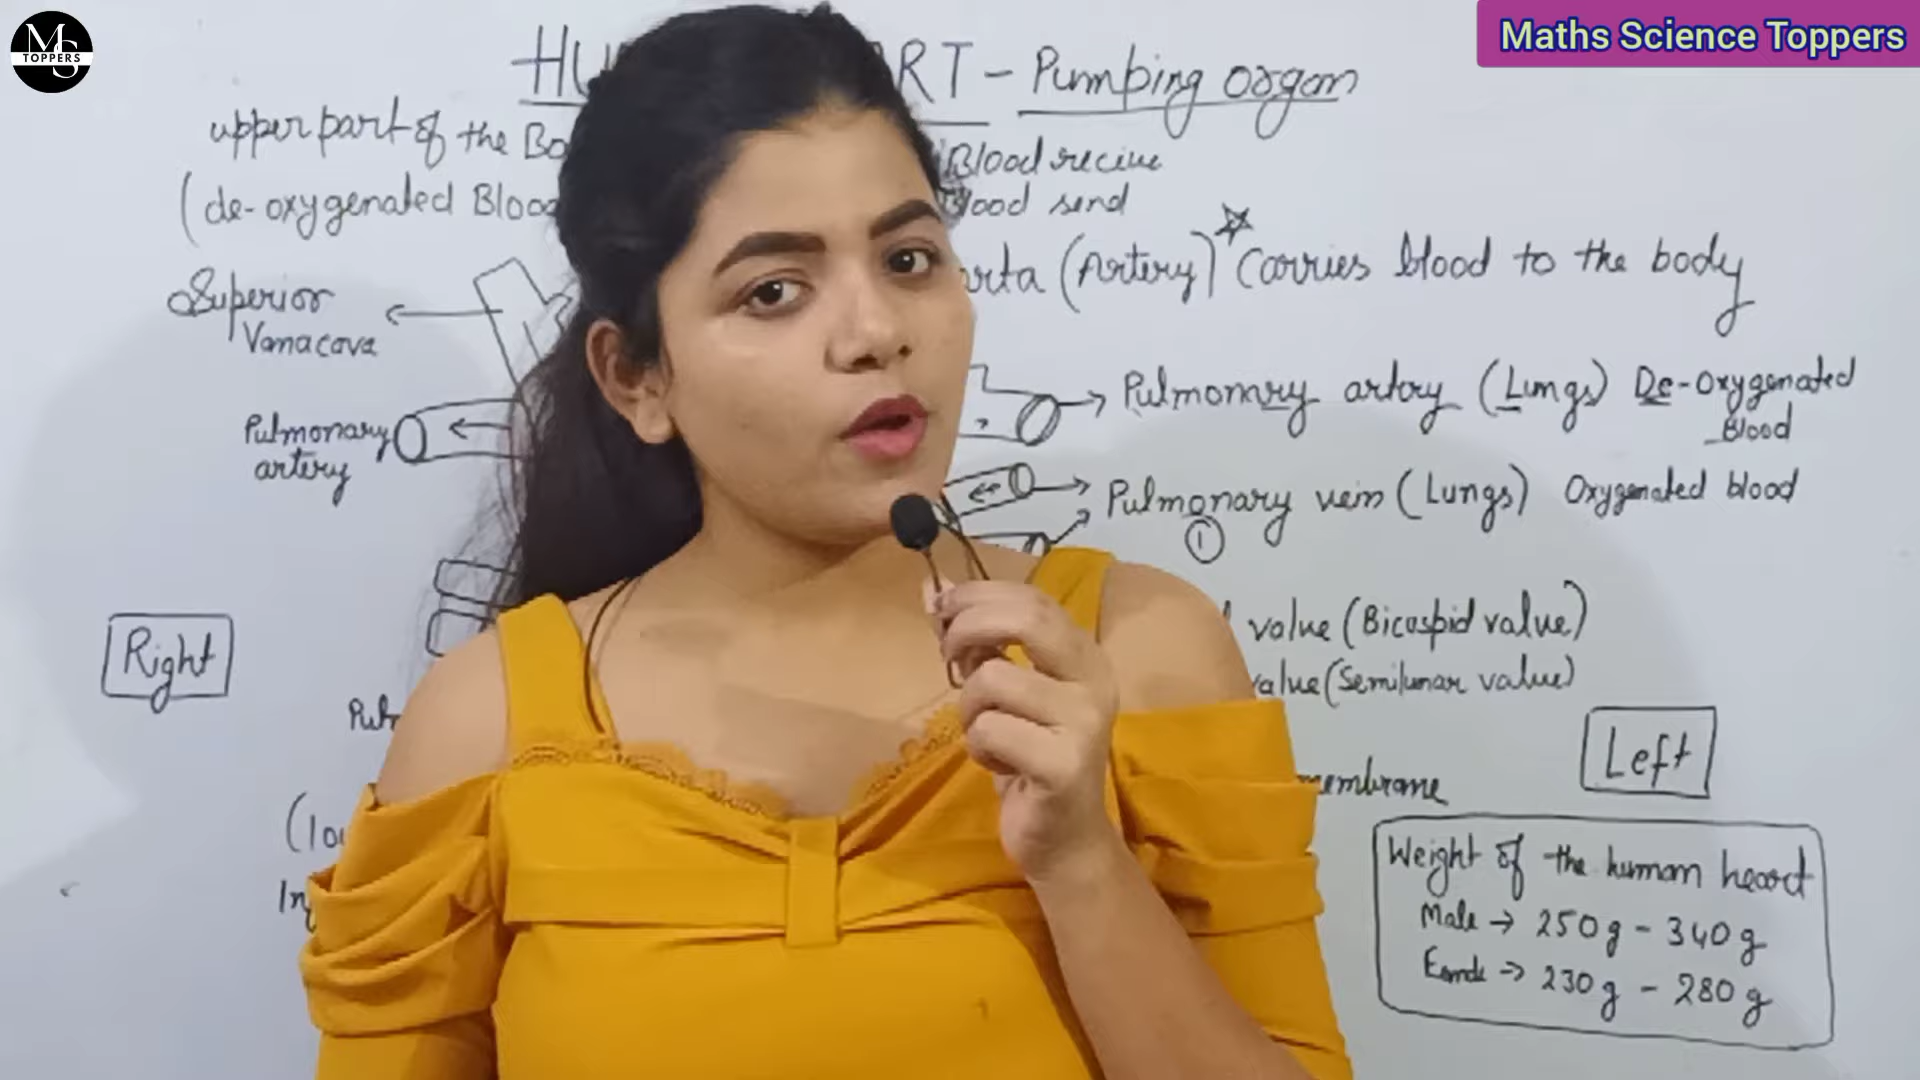 MS
TOPPERS
Maths Science Toppers
HU RT - Pumping organ
upper part of the Bo
(de-oxygenated Blood
Blood recive
Blood send
Superior
Vanacava
rta (Artery) Carries blood to the body
Pulmonary artery (Lungs) De-Oxygenated
Blood
Pulmonary
artery
Pulmonary vein (Lungs) Oxygenated blood
1
value (Bicuspid value)
value (Semilunar value)
Right
Left
membrane
Weight of the human heart
Male → 250g - 340g
→ 230g - 280g